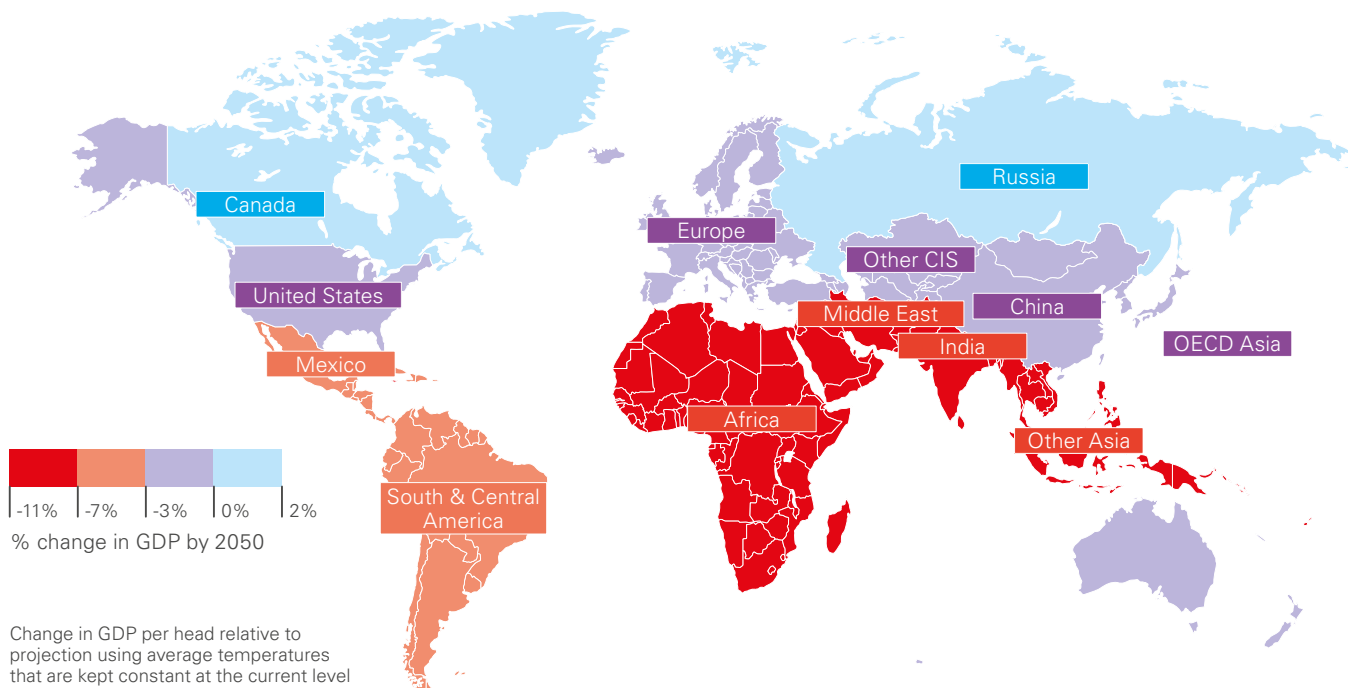 Russia
Canada
Europe
Other CIS
United States
China
Middle East
OECD Asia
India
Mexico
Africa
Other Asia
South & Central
America
-11% -7% -3% 0% 2%
% change in GDP by 2050
Change in GDP per head relative to
projection using average temperatures
that are kept constant at the current level